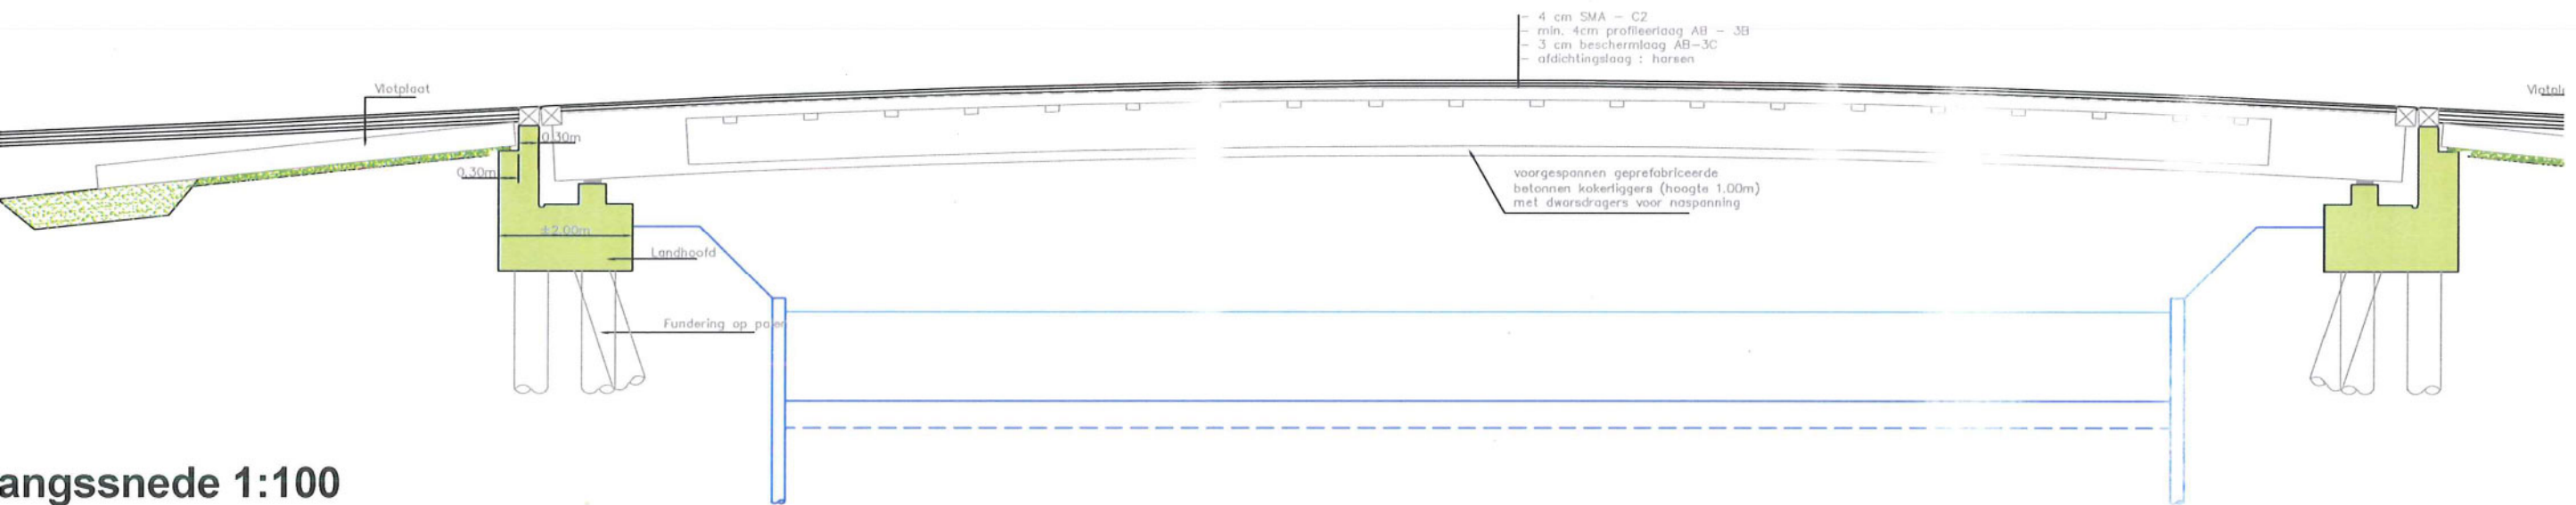 - 4 cm SMA - C2
- min. 4cm profileerlaag AB - 3B
- 3 cm beschermlaag AB-3C
- afdichtingslaag : harsen
Vlotplaat
Vlotpl
0.30m
0.30m
voorgespannen geprefabriceerde
betonnen kokerliggers (hoogte 1.00m)
met dwarsdragers voor naspanning
±2.00m
Landhoofd
Fundering op palen
angssnede 1:100